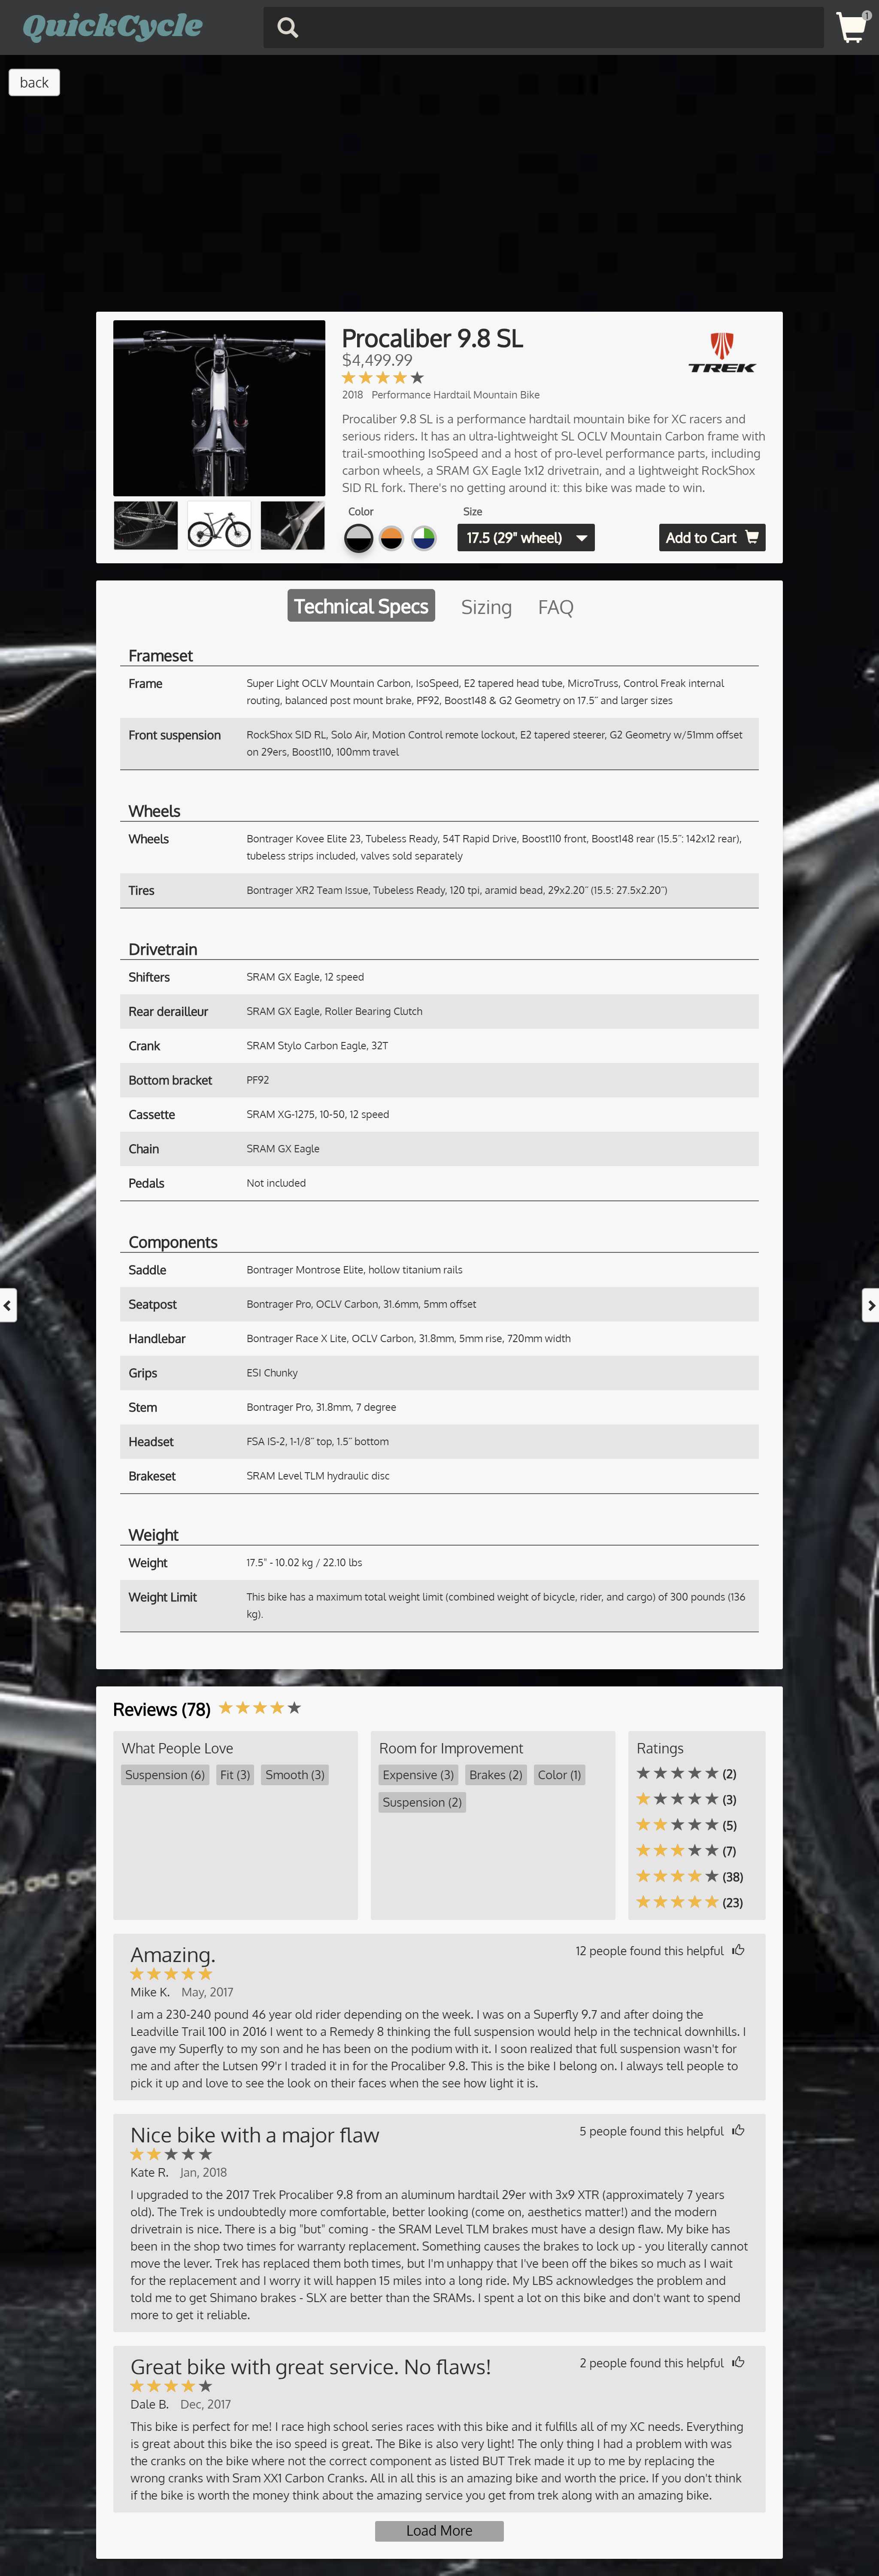 QuickCycle
1
back
Procaliber 9.8 SL
$4,499.99
TREK
2018 Performance Hardtail Mountain Bike
Procaliber 9.8 SL is a performance hardtail mountain bike for XC racers and
serious riders. It has an ultra-lightweight SL OCLV Mountain Carbon frame with
trail-smoothing IsoSpeed and a host of pro-level performance parts, including
carbon wheels, a SRAM GX Eagle 1x12 drivetrain, and a lightweight RockShox
SID RL fork. There's no getting around it: this bike was made to win.
Color Size
17.5 (29" wheel) Add to Cart
Technical Specs Sizing FAQ
Frameset
Frame Super Light OCLV Mountain Carbon, IsoSpeed, E2 tapered head tube, MicroTruss, Control Freak internal
routing, balanced post mount brake, PF92, Boost148 & G2 Geometry on 17.5˝ and larger sizes
Front suspension RockShox SID RL, Solo Air, Motion Control remote lockout, E2 tapered steerer, G2 Geometry w/51mm offset
on 29ers, Boost110, 100mm travel
Wheels
Wheels Bontrager Kovee Elite 23, Tubeless Ready, 54T Rapid Drive, Boost110 front, Boost148 rear (15.5˝: 142x12 rear),
tubeless strips included, valves sold separately
Tires Bontrager XR2 Team Issue, Tubeless Ready, 120 tpi, aramid bead, 29x2.20˝ (15.5: 27.5x2.20˝)
Drivetrain
Shifters SRAM GX Eagle, 12 speed
Rear derailleur SRAM GX Eagle, Roller Bearing Clutch
Crank SRAM Stylo Carbon Eagle, 32T
Bottom bracket PF92
Cassette SRAM XG-1275, 10-50, 12 speed
Chain SRAM GX Eagle
Pedals Not included
Components
Saddle Bontrager Montrose Elite, hollow titanium rails
Seatpost Bontrager Pro, OCLV Carbon, 31.6mm, 5mm offset
Handlebar Bontrager Race X Lite, OCLV Carbon, 31.8mm, 5mm rise, 720mm width
Grips ESI Chunky
Stem Bontrager Pro, 31.8mm, 7 degree
Headset FSA IS-2, 1-1/8˝ top, 1.5˝ bottom
Brakeset SRAM Level TLM hydraulic disc
Weight
Weight 17.5" - 10.02 kg / 22.10 lbs
Weight Limit This bike has a maximum total weight limit (combined weight of bicycle, rider, and cargo) of 300 pounds (136
kg).
Reviews (78)
What People Love
Suspension (6) Fit (3) Smooth (3)
Room for Improvement
Expensive (3) Brakes (2) Color (1)
Suspension (2)
Ratings
(2)
(3)
(5)
(7)
(38)
(23)
Amazing. 12 people found this helpful
Mike K. May, 2017
I am a 230-240 pound 46 year old rider depending on the week. I was on a Superfly 9.7 and after doing the
Leadville Trail 100 in 2016 I went to a Remedy 8 thinking the full suspension would help in the technical downhills. I
gave my Superfly to my son and he has been on the podium with it. I soon realized that full suspension wasn't for
me and after the Lutsen 99'r I traded it in for the Procaliber 9.8. This is the bike I belong on. I always tell people to
pick it up and love to see the look on their faces when the see how light it is.
Nice bike with a major flaw 5 people found this helpful
Kate R. Jan, 2018
I upgraded to the 2017 Trek Procaliber 9.8 from an aluminum hardtail 29er with 3x9 XTR (approximately 7 years
old). The Trek is undoubtedly more comfortable, better looking (come on, aesthetics matter!) and the modern
drivetrain is nice. There is a big "but" coming - the SRAM Level TLM brakes must have a design flaw. My bike has
been in the shop two times for warranty replacement. Something causes the brakes to lock up - you literally cannot
move the lever. Trek has replaced them both times, but I'm unhappy that I've been off the bikes so much as I wait
for the replacement and I worry it will happen 15 miles into a long ride. My LBS acknowledges the problem and
told me to get Shimano brakes - SLX are better than the SRAMs. I spent a lot on this bike and don't want to spend
more to get it reliable.
Great bike with great service. No flaws! 2 people found this helpful
Dale B. Dec, 2017
This bike is perfect for me! I race high school series races with this bike and it fulfills all of my XC needs. Everything
is great about this bike the iso speed is great. The Bike is also very light! The only thing I had a problem with was
the cranks on the bike where not the correct component as listed BUT Trek made it up to me by replacing the
wrong cranks with Sram XX1 Carbon Cranks. All in all this is an amazing bike and worth the price. If you don't think
if the bike is worth the money think about the amazing service you get from trek along with an amazing bike.
Load More